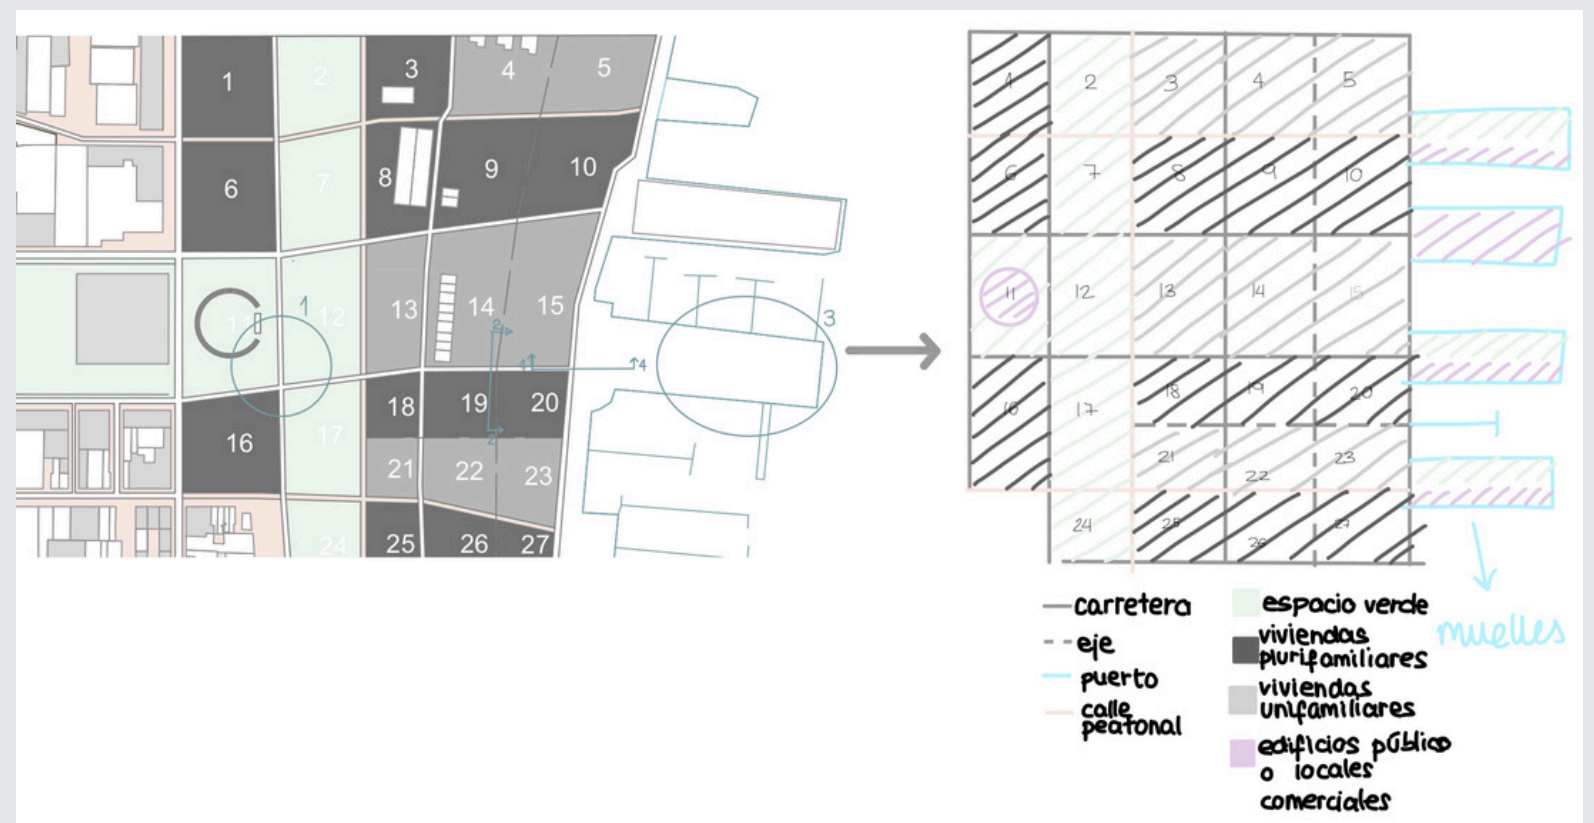 1 2 3 4 5
6 7 8 9 10
11 12 13 14 15
16 17 18 19 20
21 22 23
24 25 26 27
1
2
2
3
4 4
1 2 3 4 5
6 7 8 9 10
11 12 13 14 15
16 17 18 19 20
21 22 23
24 25 26 27
carretera
eje
puerto
calle
peatonal
espacio verde
viviendas
plurifamiliares
viviendas
unifamiliares
edificios público
o locales
comerciales
muelles